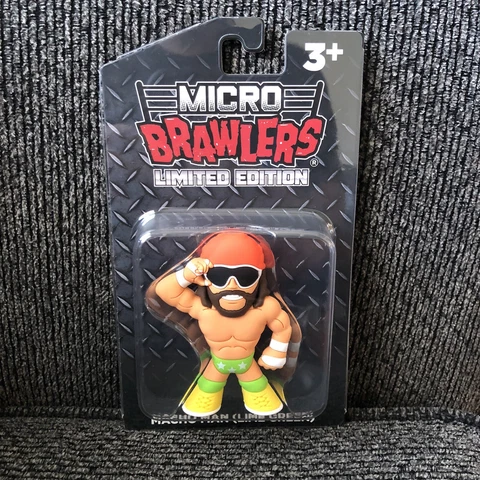 3+
MICRO
BRAWLERS®
LIMITED EDITION
MACHO MAN (LIME GREEN)